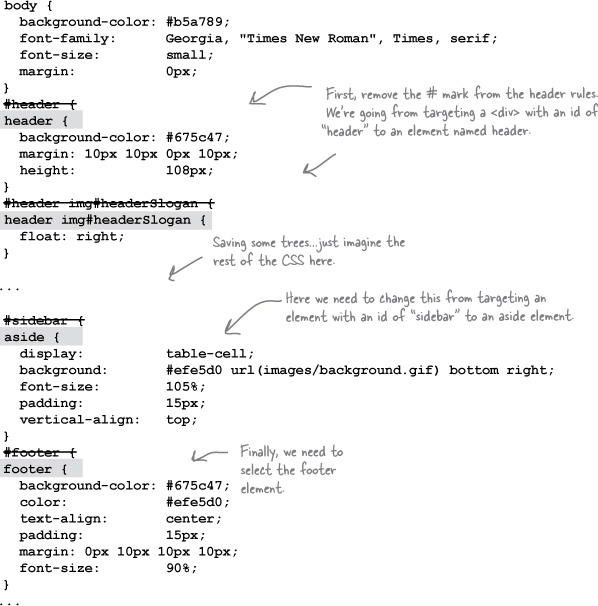 body {
background-color: #b5a789;
font-family: Georgia, "Times New Roman", Times, serif;
font-size: small;
margin: 0px;
}
#header {
header {
background-color: #675c47;
margin: 10px 10px 0px 10px;
height: 108px;
}
First, remove the # mark from the header rules.
We're going from targeting a <div> with an id of
"header" to an element named header.
#header img#headerSlogan {
header img#headerSlogan {
float: right;
}
Saving some trees...just imagine the
rest of the CSS here.
...
Here we need to change this from targeting an
element with an id of "sidebar" to an aside element.
#sidebar {
aside {
display: table-cell;
background: #efe5d0 url(images/background.gif) bottom right;
font-size: 105%;
padding: 15px;
vertical-align: top;
}
#footer {
footer {
Finally, we need to
select the footer
element.
background-color: #675c47;
color: #efe5d0;
text-align: center;
padding: 15px;
margin: 0px 10px 10px 10px;
font-size: 90%;
}
...